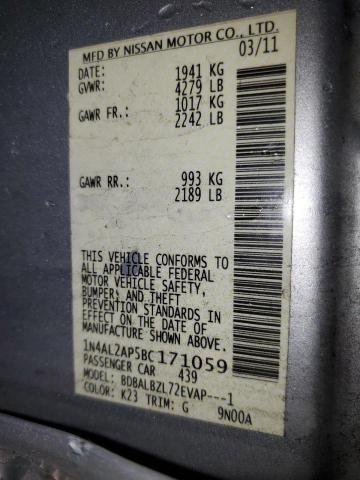 MFD BY NISSAN MOTOR CO., LTD.
03/11
DATE: 1941 KG
GVWR: 4279 LB
1017 KG
GAWR FR.: 2242 LB
GAWR RR.: 993 KG
2189 LB
THIS VEHICLE CONFORMS TO
ALL APPLICABLE FEDERAL
MOTOR VEHICLE SAFETY,
BUMPER, AND THEFT
PREVENTION STANDARDS IN
EFFECT ON THE DATE OF
MANUFACTURE SHOWN ABOVE.
1N4AL2AP5BC171059
PASSENGER CAR 439
MODEL: BDBALBZL72EVAP---1
COLOR: K23 TRIM: G 9N00A